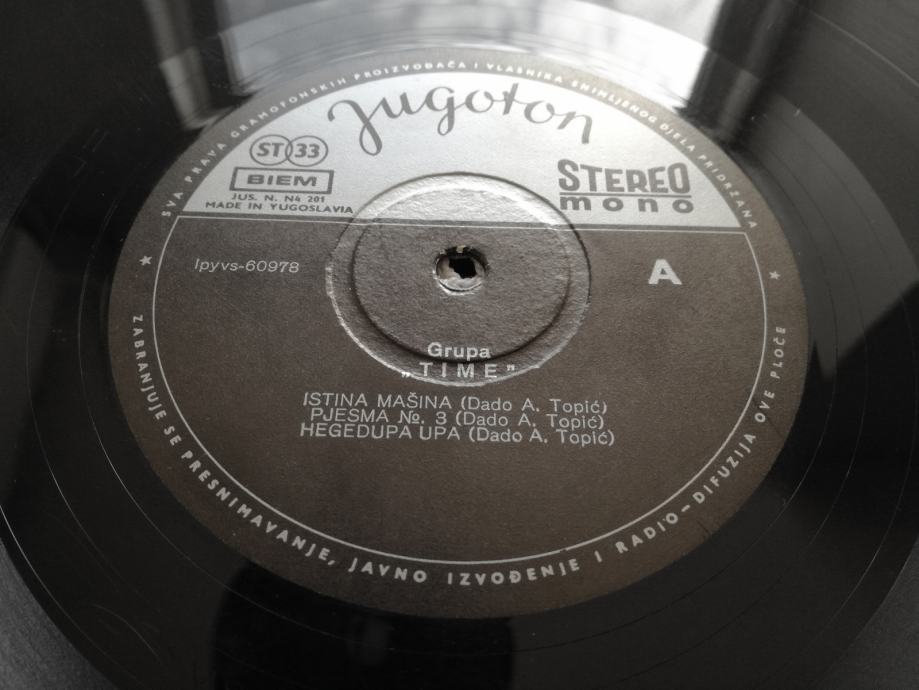 SVA PRAVA GRAMOFONSKIH PROIZVOĐAČA I VLASNIKA SNIMLJENOG DJELA PRIDRŽANA
Jugoton
ST 33
BIEM
JUS. N. N4 201
MADE IN YUGOSLAVIA
STEREO
mono
lpyvs-60978
A
Grupa
„TIME"
ISTINA MAŠINA (Dado A. Topić)
PJESMA No. 3 (Dado A. Topić)
HEGEDUPA UPA (Dado A. Topić)
ZABRANJUJE SE PRESNIMAVANJE, JAVNO IZVOĐENJE I RADIO-DIFUZIJA OVE PLOČE